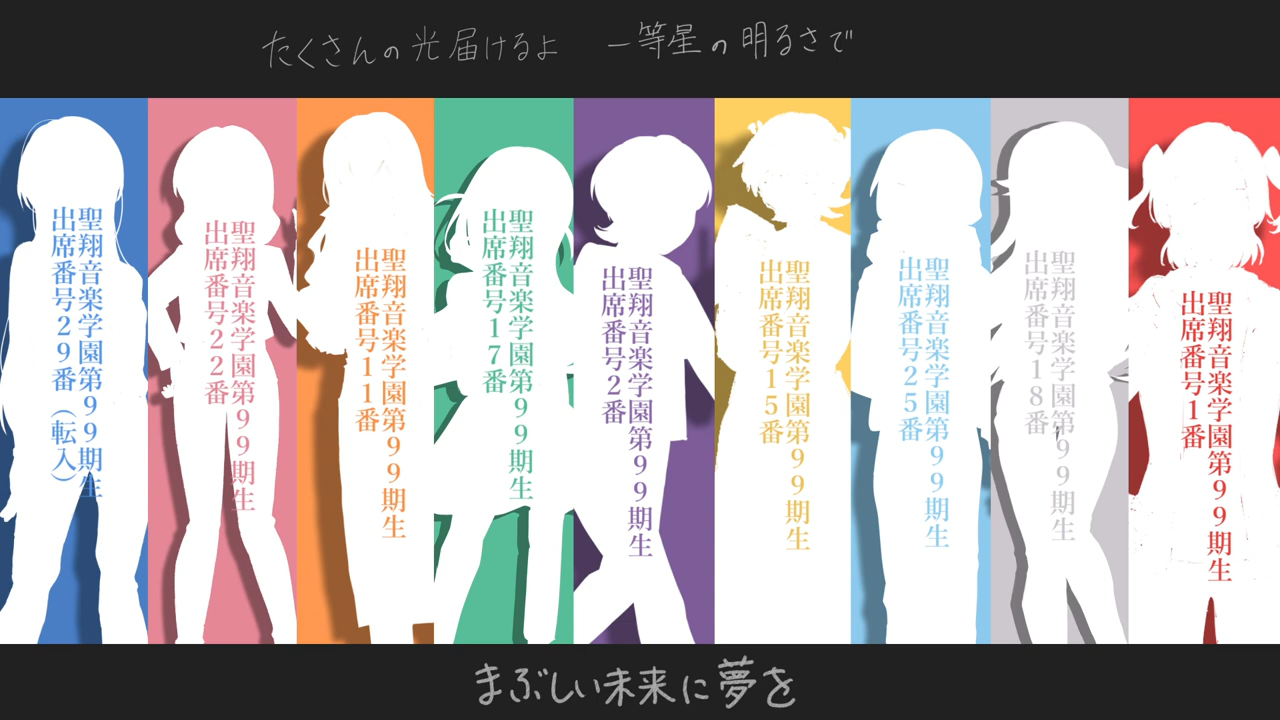 たくさんの光届けるよ 一等星の明るさで
聖翔音楽学園第99期生
出席番号29番(転入)
聖翔音楽学園第99期生
出席番号22番
聖翔音楽学園第99期生
出席番号11番
聖翔音楽学園第99期生
出席番号17番
聖翔音楽学園第99期生
出席番号2番
聖翔音楽学園第99期生
出席番号15番
聖翔音楽学園第99期生
出席番号25番
聖翔音楽学園第99期生
出席番号18番
聖翔音楽学園第99期生
出席番号1番
まぶしい未来に夢を